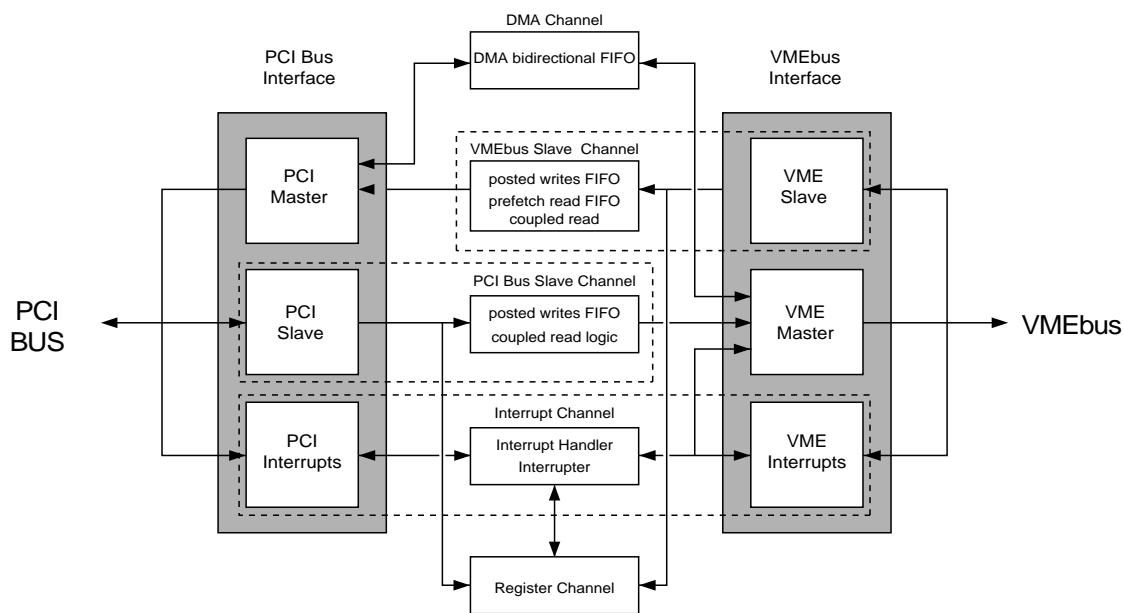 DMA Channel
DMA bidirectional FIFO
PCI Bus
Interface
VMEbus
Interface
PCI
Master
VMEbus Slave Channel
posted writes FIFO
prefetch read FIFO
coupled read
VME
Slave
PCI
BUS
PCI
Slave
PCI Bus Slave Channel
posted writes FIFO
coupled read logic
VME
Master
VMEbus
PCI
Interrupts
Interrupt Channel
Interrupt Handler
Interrupter
VME
Interrupts
Register Channel